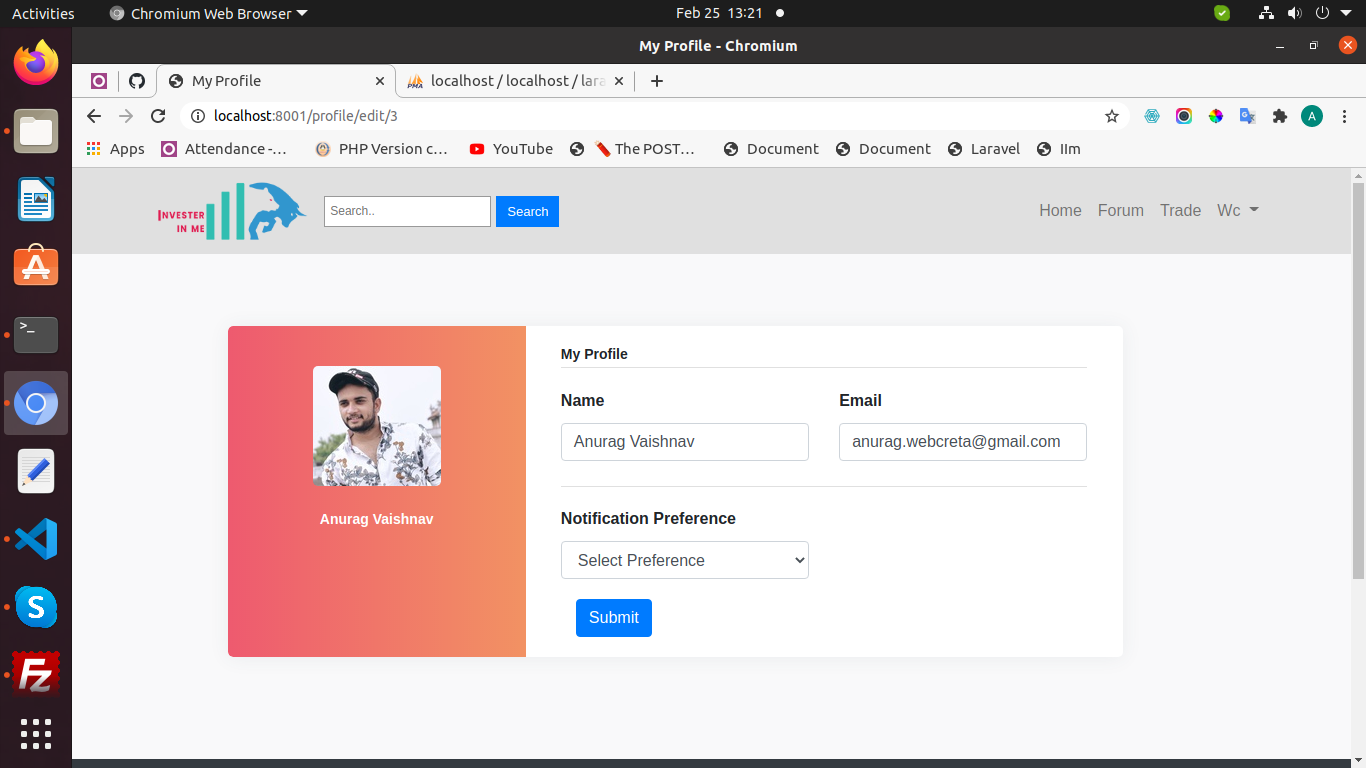 Activities
Chromium Web Browser
Feb 25 13:21
My Profile - Chromium
My Profile
localhost / localhost / lara
localhost:8001/profile/edit/3
A
Apps
Attendance -...
PHP Version c...
YouTube
The POST...
Document
Document
Laravel
IIm
INVESTER
IN ME
Search..
Search
Home
Forum
Trade
Wc
Anurag Vaishnav
My Profile
Name
Email
Anurag Vaishnav
anurag.webcreta@gmail.com
Notification Preference
Select Preference
Submit